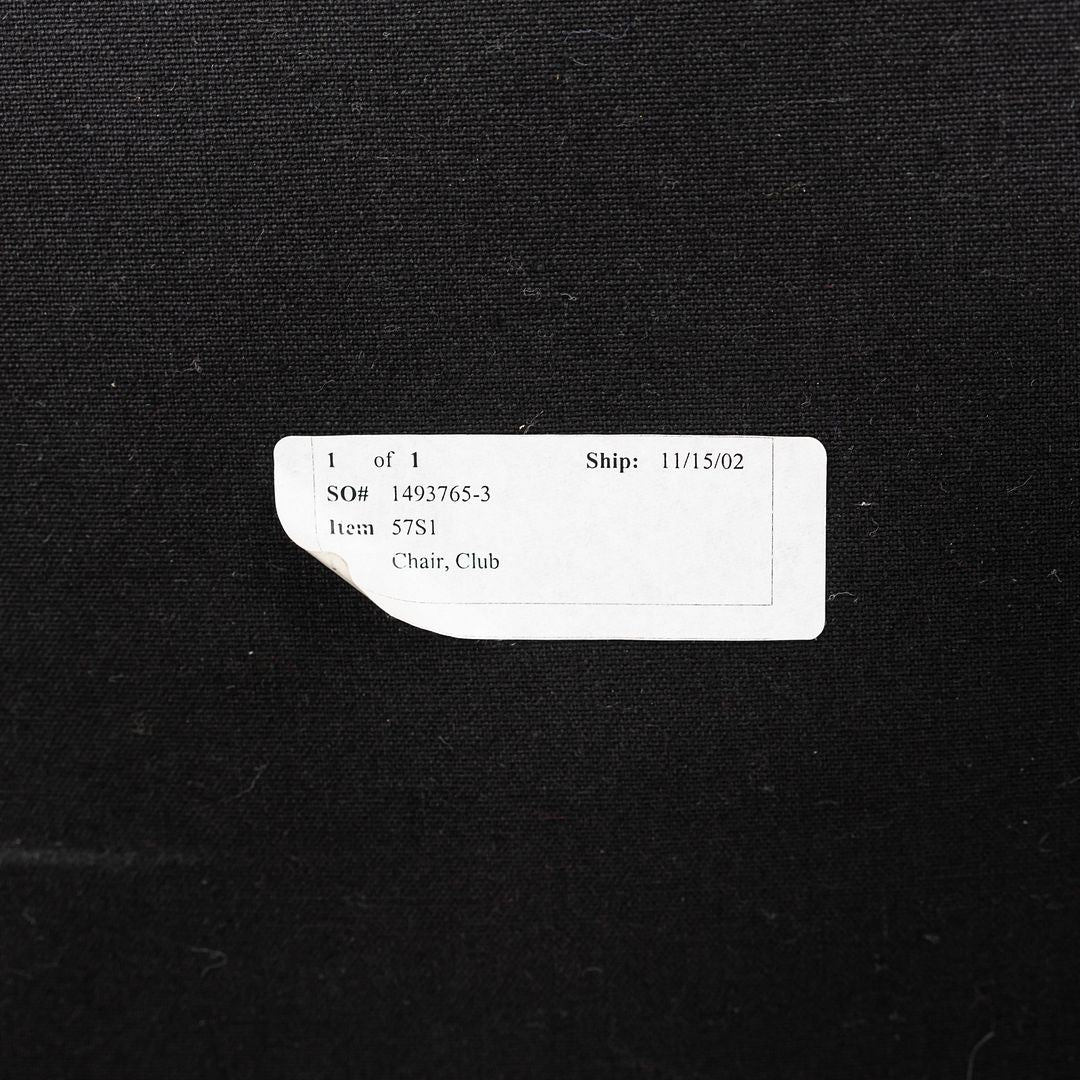 1 of 1 Ship: 11/15/02
SO# 1493765-3
Item 57S1
Chair, Club